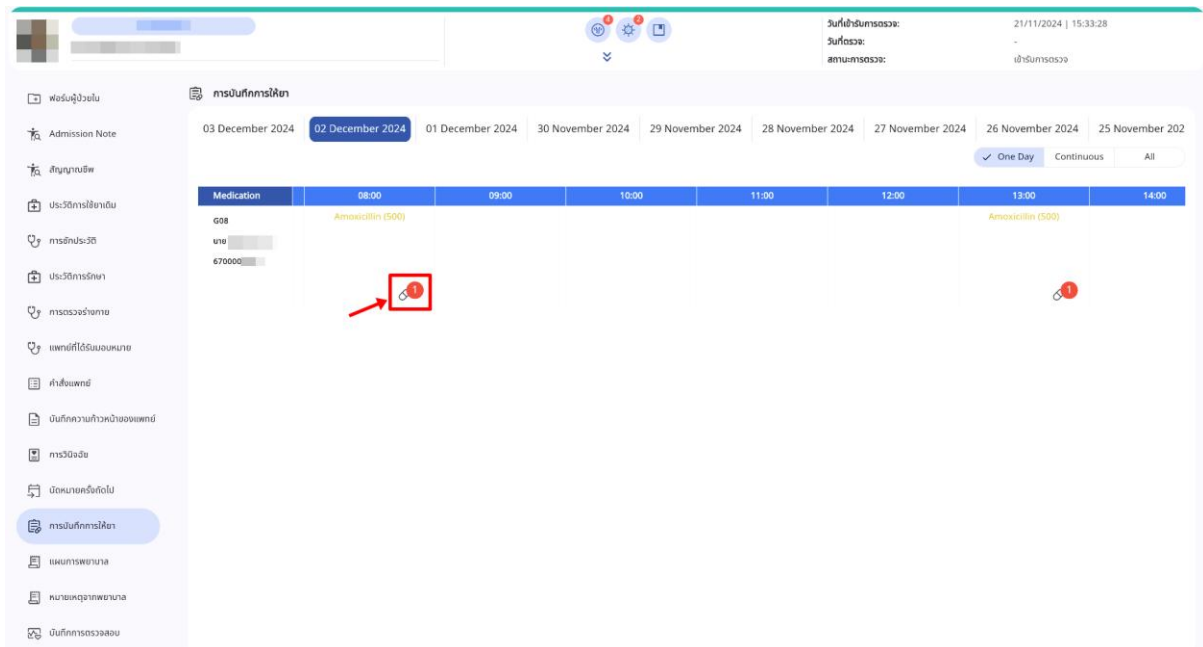 4
2
วันที่เข้ารับการตรวจ: 21/11/2024 | 15:33:28
วันที่ตรวจ: -
สถานะการตรวจ: เข้ารับการตรวจ
ฟอร์มผู้ป่วยใน
Admission Note
สัญญาณชีพ
ประวัติการใช้ยาเดิม
การซักประวัติ
ประวัติการรักษา
การตรวจร่างกาย
แพทย์ที่ได้รับมอบหมาย
คำสั่งแพทย์
บันทึกความก้าวหน้าของแพทย์
การวินิจฉัย
นัดหมายครั้งถัดไป
การบันทึกการให้ยา
แผนการพยาบาล
หมายเหตุจากพยาบาล
บันทึกการตรวจสอบ
การบันทึกการให้ยา
03 December 2024 02 December 2024 01 December 2024 30 November 2024 29 November 2024 28 November 2024 27 November 2024 26 November 2024 25 November 202
One Day Continuous All
Medication 08:00 09:00 10:00 11:00 12:00 13:00 14:00
G08 Amoxicillin (500) Amoxicillin (500)
นาย
670000
1 1